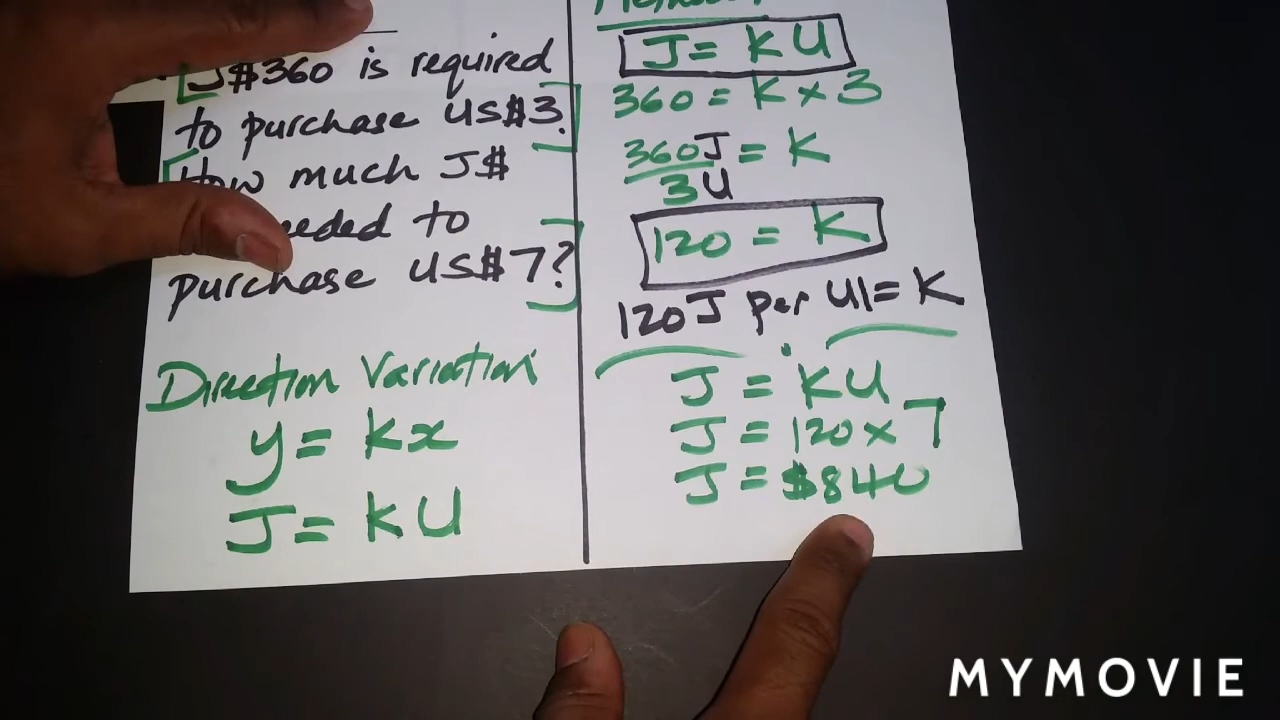 J$360 is required
to purchase US$3.
How much J$
needed to
purchase US$7?
Direction Variation
y = kx
J = KU
J = KU
360 = K × 3
360J = K
3U
120 = K
120J per U1 = K
J = KU
J = 120 × 7
J = $840
MYMOVIE